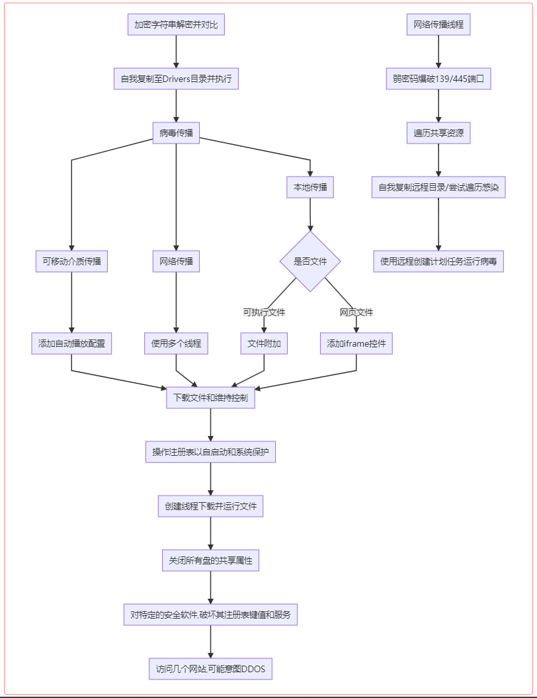 加密字符串解密并对比
网络传播线程
自我复制至Drivers目录并执行
弱密码爆破139/445端口
病毒传播
遍历共享资源
本地传播
自我复制远程目录/尝试遍历感染
可移动介质传播
网络传播
是否文件
使用远程创建计划任务运行病毒
可执行文件
网页文件
添加自动播放配置
使用多个线程
文件附加
添加iframe控件
下载文件和维持控制
操作注册表以自启动和系统保护
创建线程下载并运行文件
关闭所有盘的共享属性
对特定的安全软件,破坏其注册表键值和服务
访问几个网站,可能意图DDOS